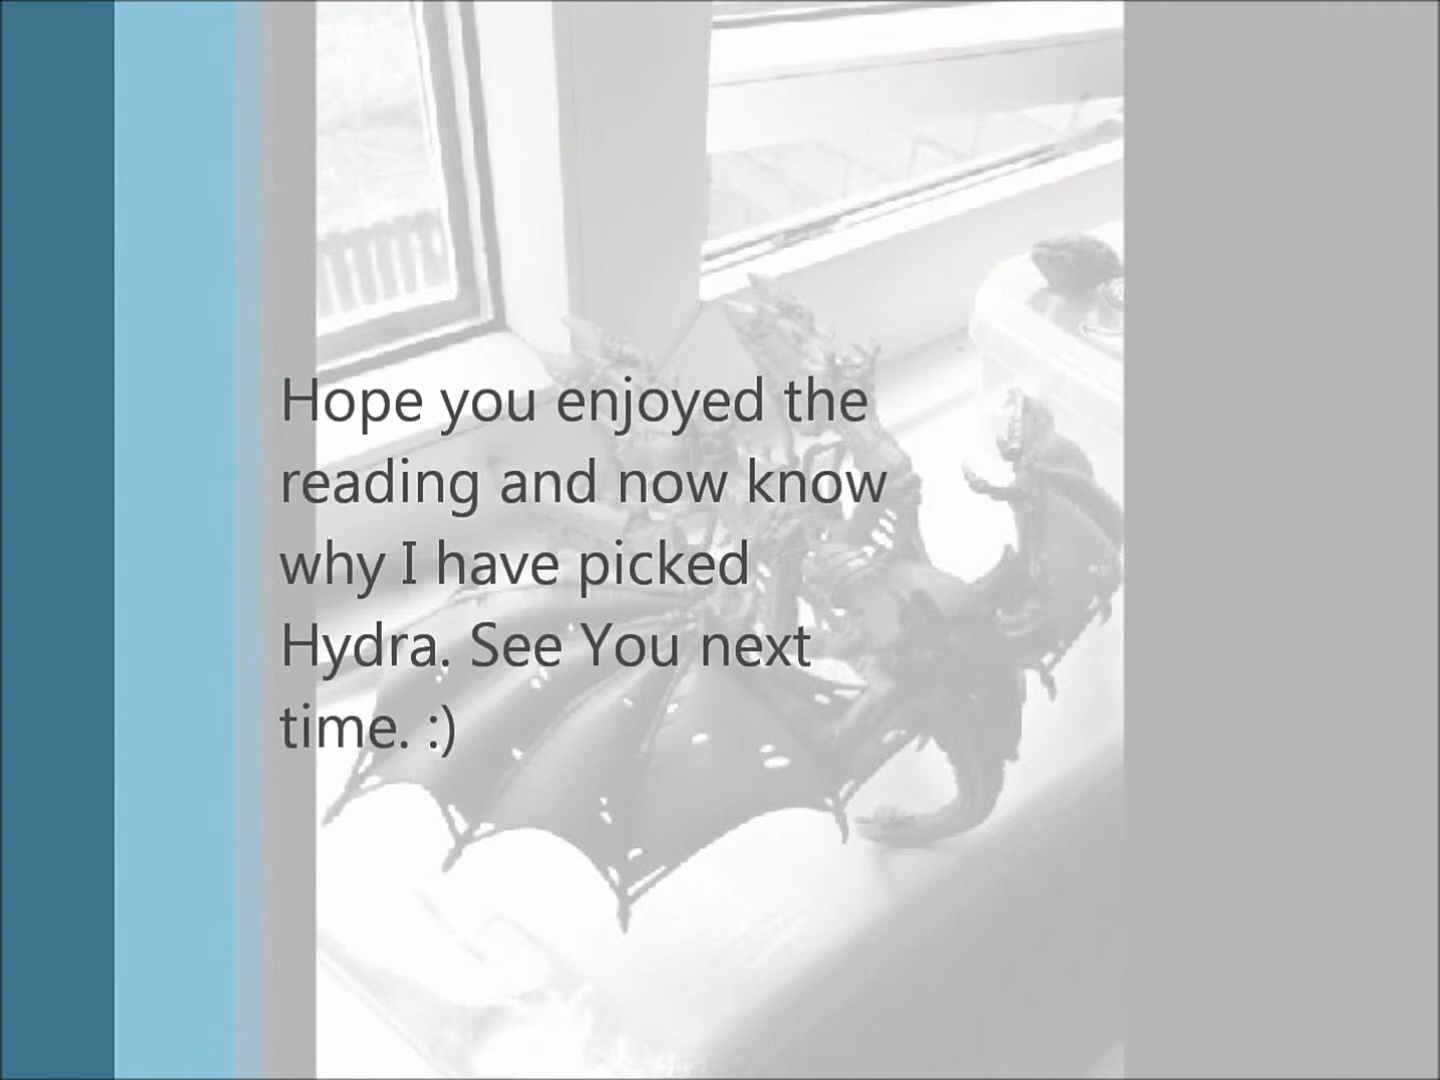 Hope you enjoyed the
reading and now know
why I have picked
Hydra. See You next
time. :)